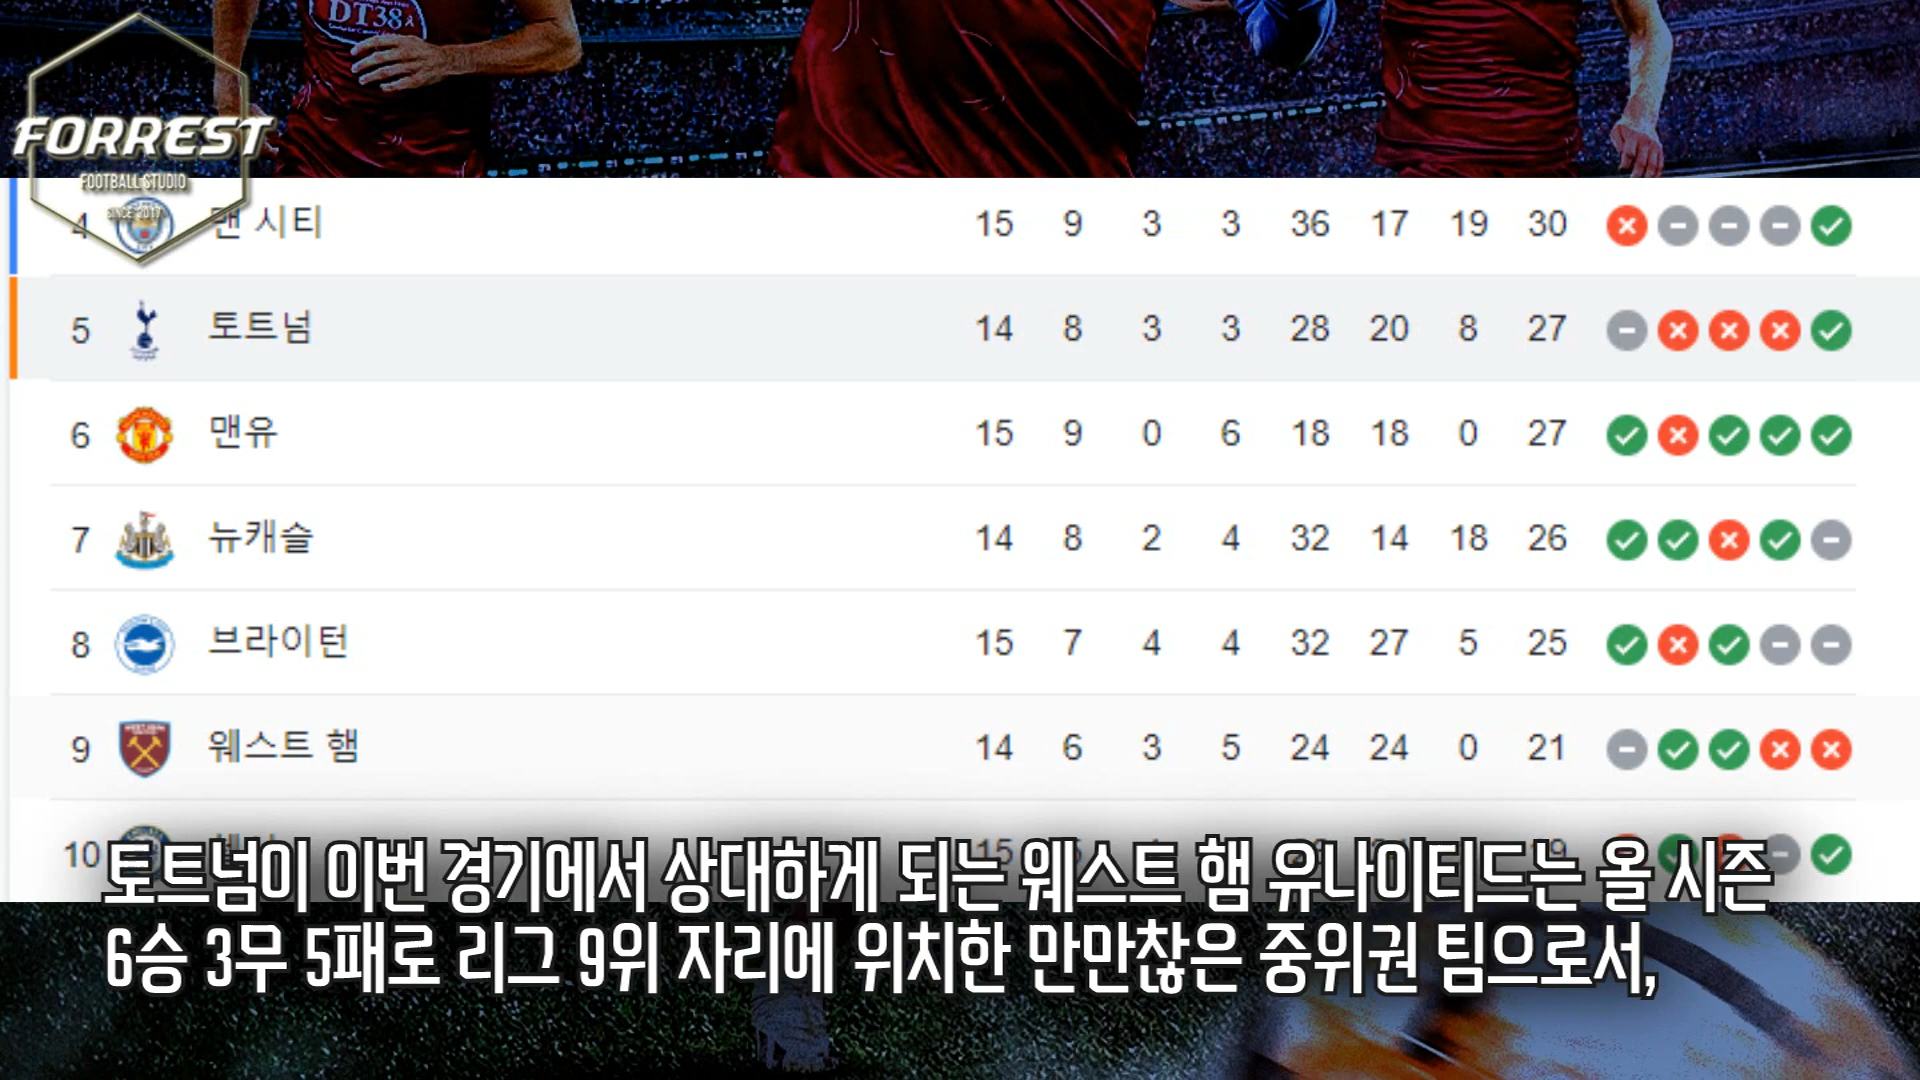 DT38
FORREST
FOOTBALL STUDIO
SINCE 2017
4 맨 시티 15 9 3 3 36 17 19 30
5 토트넘 14 8 3 3 28 20 8 27
6 맨유 15 9 0 6 18 18 0 27
7 뉴캐슬 14 8 2 4 32 14 18 26
8 브라이턴 15 7 4 4 32 27 5 25
9 웨스트 햄 14 6 3 5 24 24 0 21
10 15
토트넘이 이번 경기에서 상대하게 되는 웨스트 햄 유나이티드는 올 시즌
6승 3무 5패로 리그 9위 자리에 위치한 만만찮은 중위권 팀으로서,